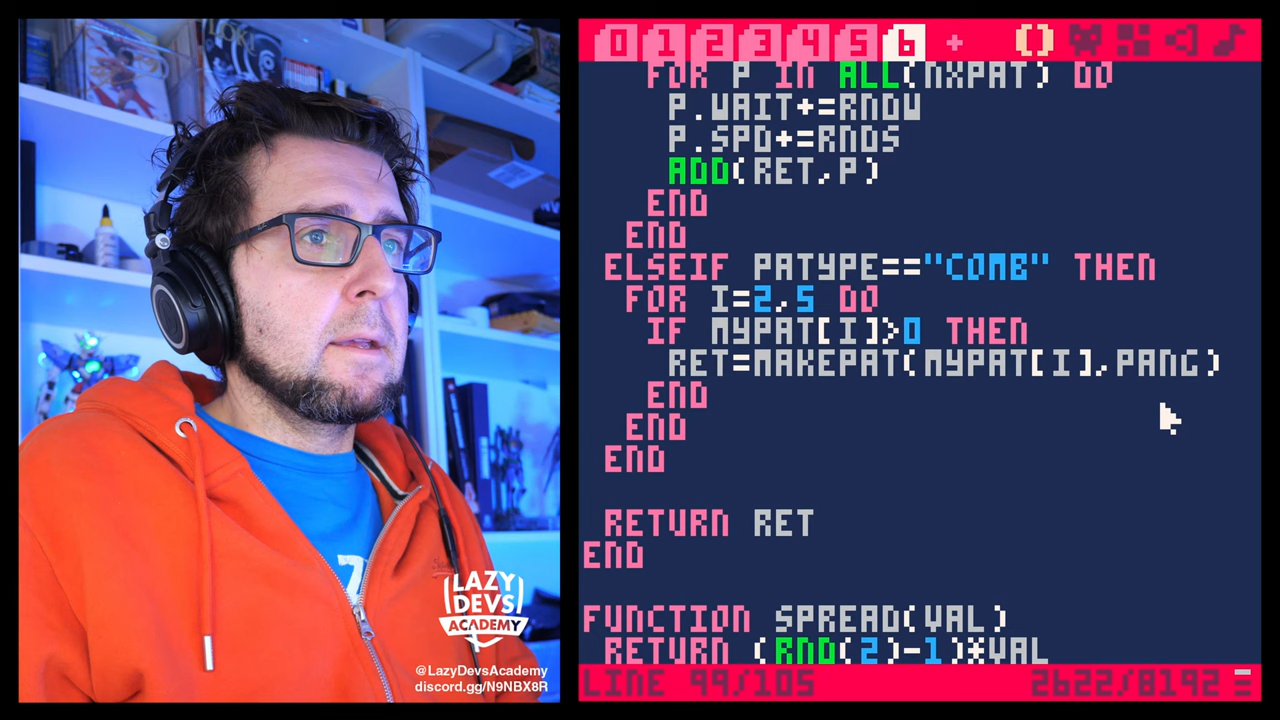 LOKI
LAZY
DEVS
ACADEMY
@LazyDevsAcademy
discord.gg/N9NBX8R
0 1 2 3 4 5 6 + ()
FOR P IN ALL(NXPAT) DO
P.WAIT+=RNDW
P.SPD+=RNDS
ADD(RET,P)
END
END
ELSEIF PATYPE=="COMB" THEN
FOR I=2,5 DO
IF MYPAT[I]>0 THEN
RET=MAKEPAT(MYPAT[I],PANG)
END
END
END
RETURN RET
END
FUNCTION SPREAD(VAL)
RETURN (RND(2)-1)*VAL
LINE 99/105
2622/8192